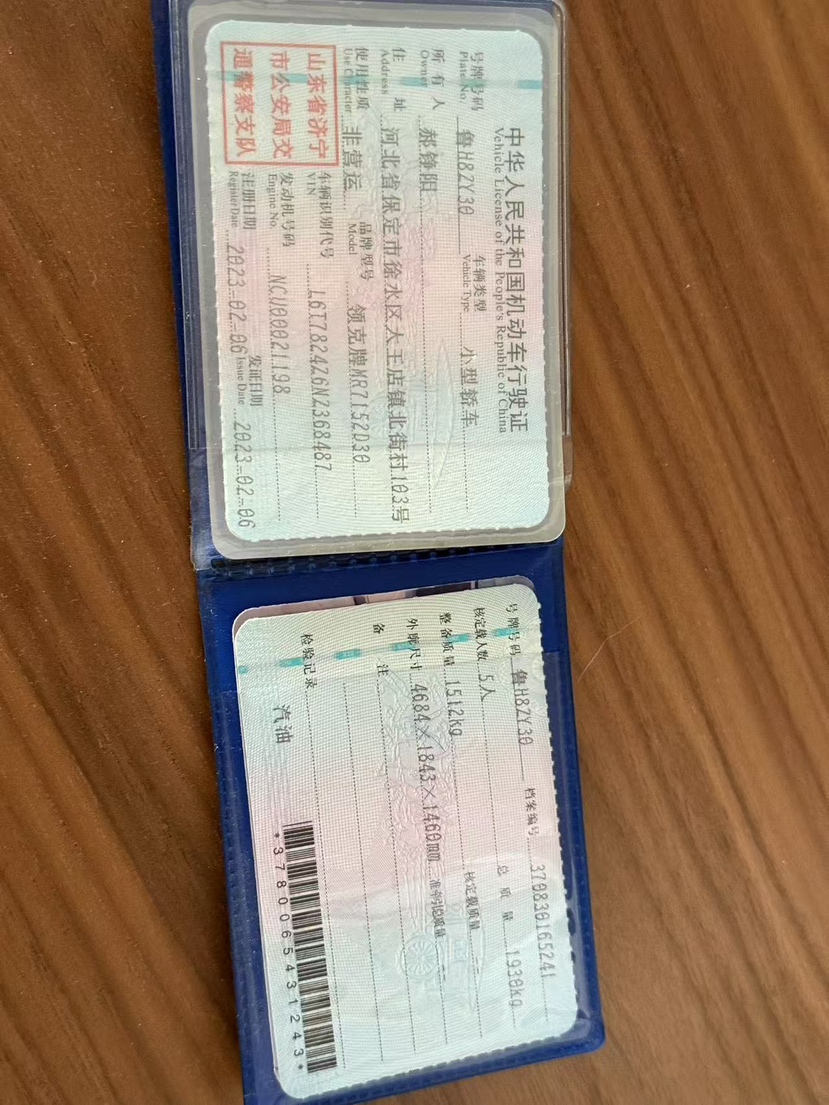 中华人民共和国机动车行驶证
Vehicle License of the People's Republic of China
号牌号码 鲁H8ZY30 车辆类型 小型轿车
Plate No. Vehicle Type
所有人 郝铮阳
Owner
住址 河北省保定市徐水区大王店镇北街村103号
Address
使用性质 非营运 品牌型号 领克牌MR7152D30
Use Character Model
山东省济宁
市公安局交
通警察支队
车辆识别代号 L6T7824Z6N2368487
VIN
发动机号码 NCU00021198
Engine No.
注册日期 2023-02-06 发证日期 2023-02-06
Register Date Issue Date
号牌号码 鲁H8ZY30 档案编号 370830165241
核定载人数 5人 总质量 1930kg
整备质量 1512kg 核定载质量 --
外廓尺寸 4684×1843×1460mm 准牵引总质量 --
备注
检验记录
汽油
*3780065431243*